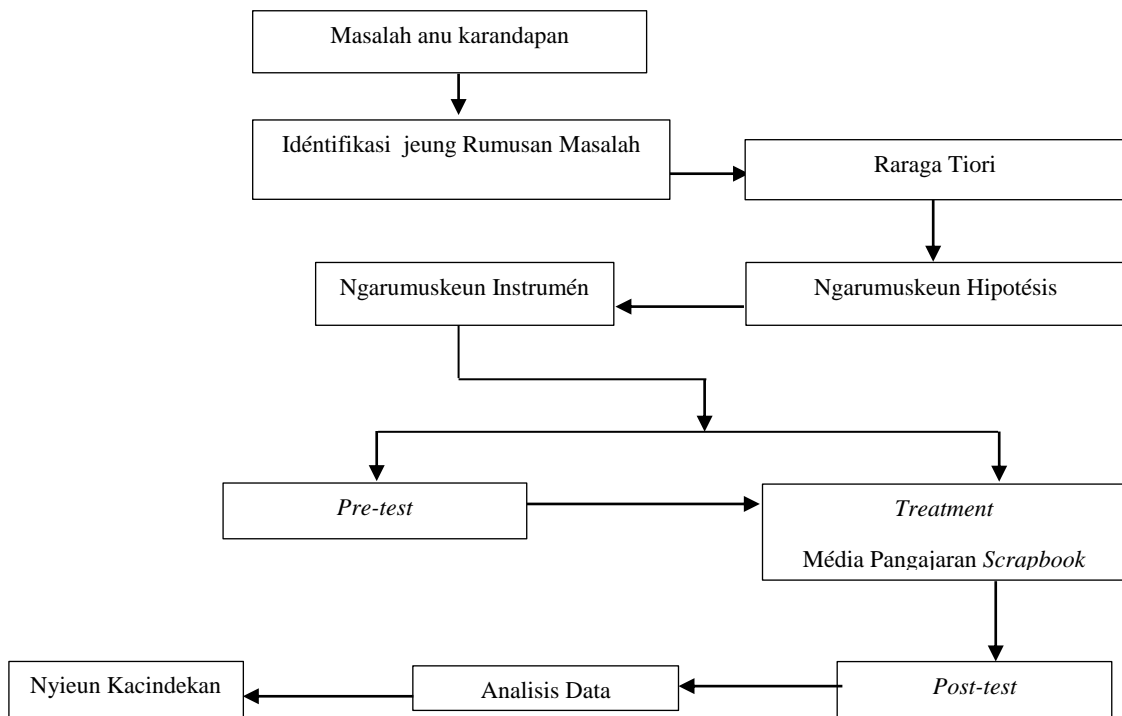 Masalah anu karandapan
Idéntifikasi jeung Rumusan Masalah
Raraga Tiori
Ngarumuskeun Instrumén
Ngarumuskeun Hipotésis
Pre-test
Treatment
Média Pangajaran Scrapbook
Nyieun Kacindekan
Analisis Data
Post-test